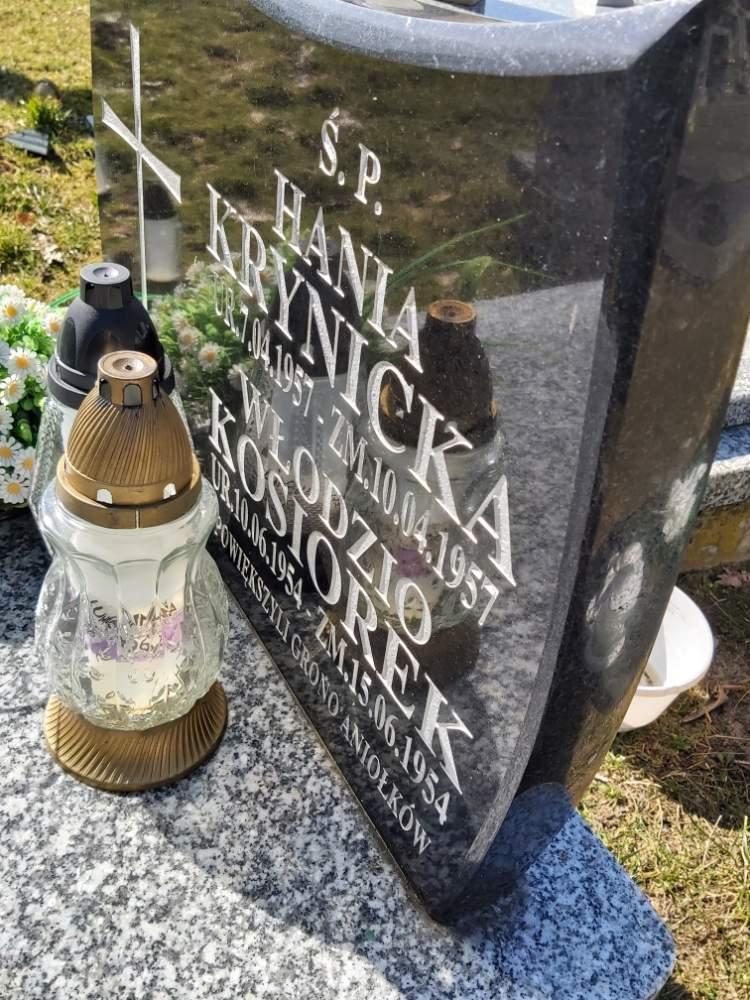 Ś.P.
HANIA
KRYNICKA
UR.7.04.1957 - ZM.10.04.1957
WŁODZIO
KOSIOREK
UR.10.06.1954 - ZM.15.06.1954
POWIĘKSZYLI GRONO ANIOŁKÓW